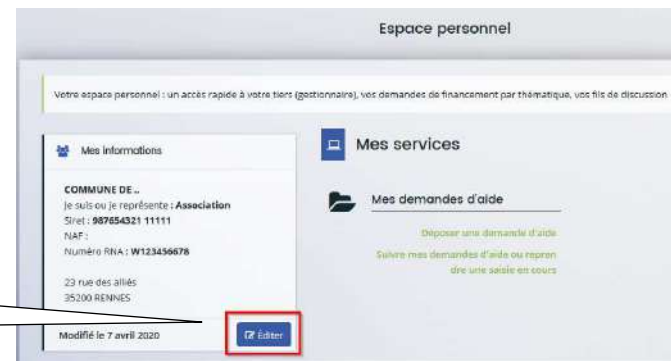 Espace personnel
Votre espace personnel : un accès rapide à votre tiers (gestionnaire), vos demandes de financement par thématique, vos fils de discussion
Mes informations
COMMUNE DE ..
Je suis ou je représente : Association
Siret : 987654321 11111
NAF :
Numéro RNA : W123456678
23 rue des alliés
35200 RENNES
Modifié le 7 avril 2020
Éditer
Mes services
Mes demandes d'aide
Déposer une demande d'aide
Suivre mes demandes d'aide ou repren
dre une saisie en cours